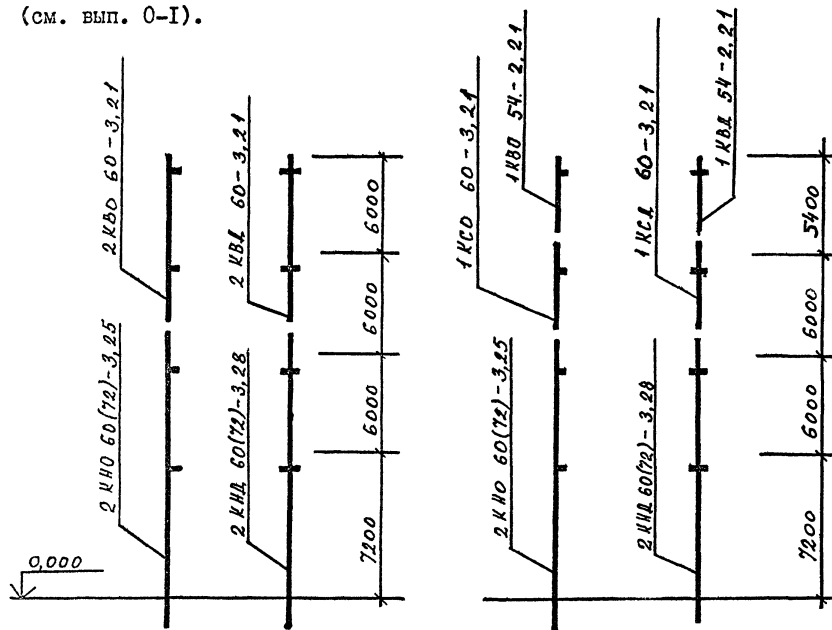 (см. вып. 0-I).
2 КВО 60-3,21
2 КВД 60-3,21
2 КНО 60(72)-3,25
2 КНД 60(72)-3,28
6000
6000
6000
7200
0,000
1 КСО 60-3,21
1 КВО 54-2,21
1 КСД 60-3,21
1 КВД 54-2,21
2 КНО 60(72)-3,25
2 КНД 60(72)-3,28
5400
6000
6000
7200